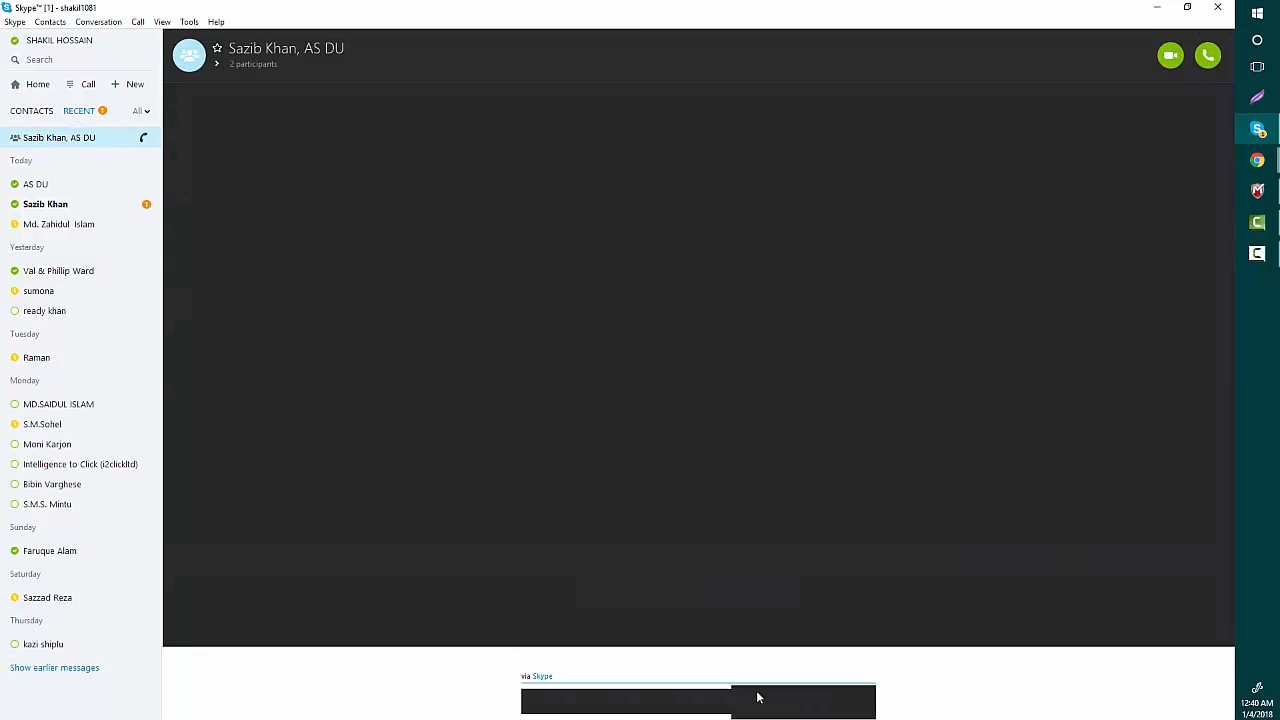 Skype™ [1] - shakil1081
Skype Contacts Conversation Call View Tools Help
SHAKIL HOSSAIN
Search
Home Call New
CONTACTS RECENT 1 All
Sazib Khan, AS DU
Today
AS DU
Sazib Khan 1
Md. Zahidul Islam
Yesterday
Val & Phillip Ward
sumona
ready khan
Tuesday
Raman
Monday
MD.SAIDUL ISLAM
S.M.Sohel
Moni Karjon
Intelligence to Click (i2clickltd)
Bibin Varghese
S.M.S. Mintu
Sunday
Faruque Alam
Saturday
Sazzad Reza
Thursday
kazi shiplu
Show earlier messages
Sazib Khan, AS DU
2 participants
via Skype
12:40 AM
1/4/2018